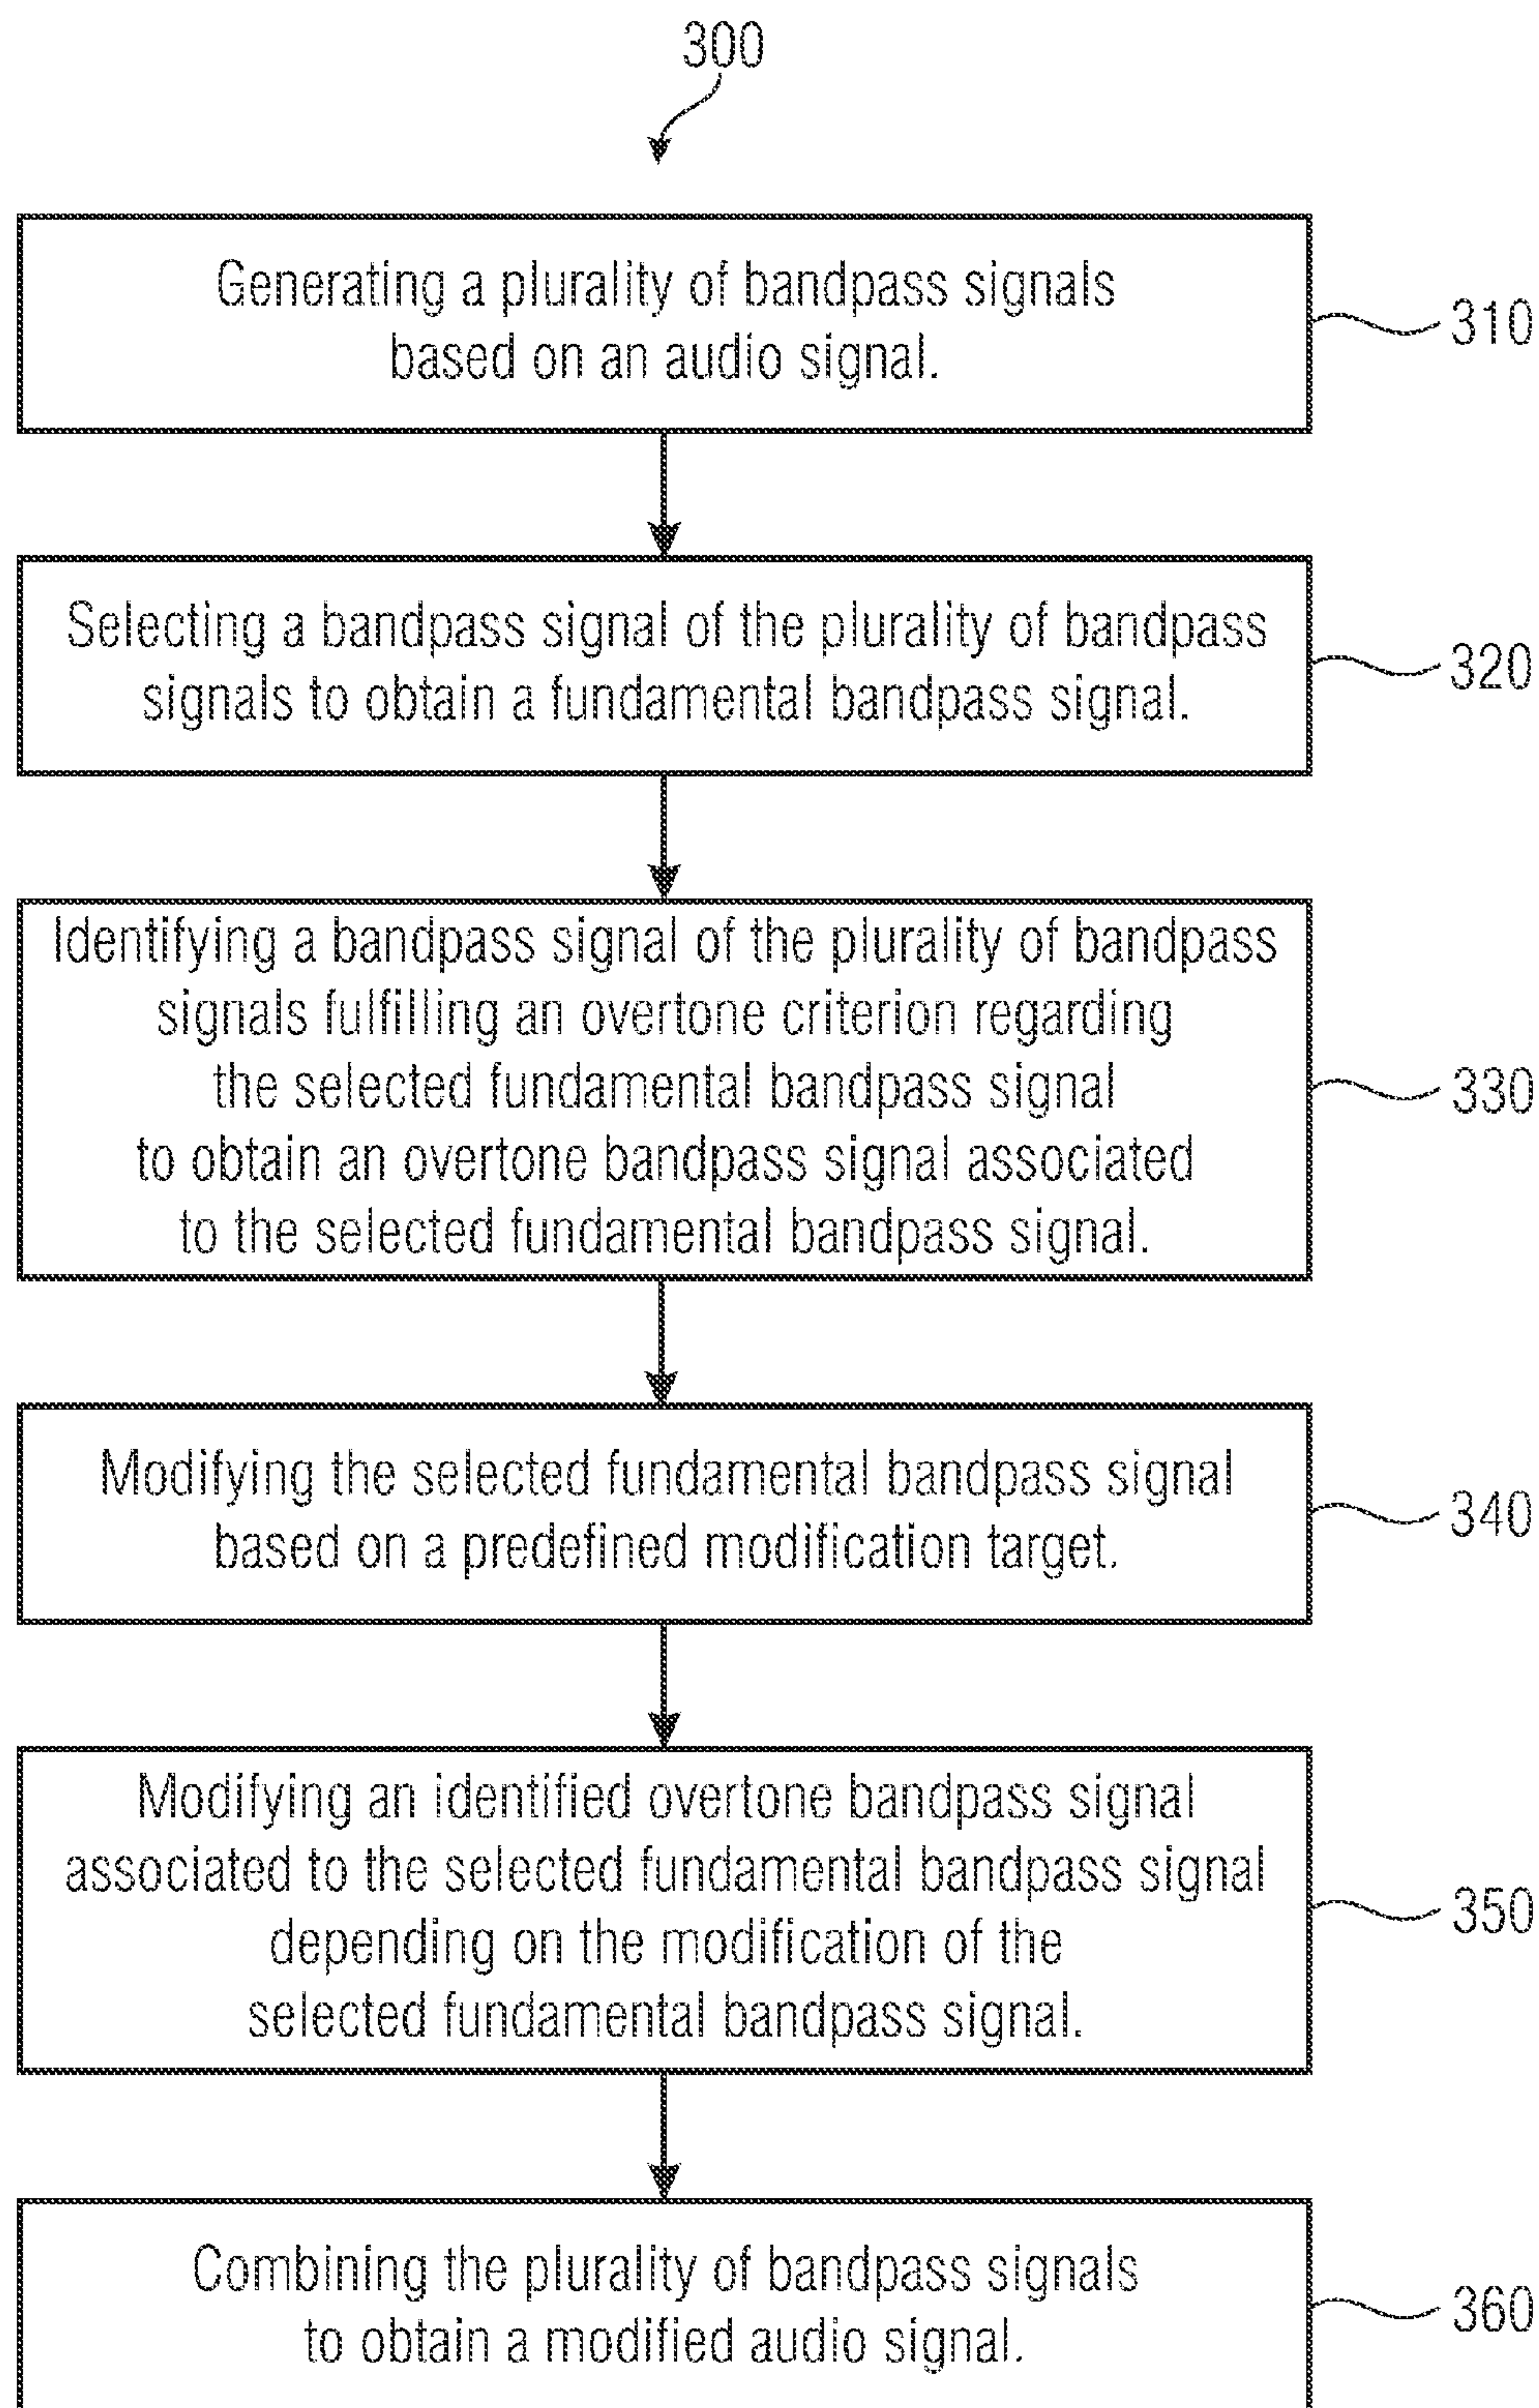 300
Generating a plurality of bandpass signals
based on an audio signal.
310
Selecting a bandpass signal of the plurality of bandpass
signals to obtain a fundamental bandpass signal.
320
Identifying a bandpass signal of the plurality of bandpass
signals fulfilling an overtone criterion regarding
the selected fundamental bandpass signal
to obtain an overtone bandpass signal associated
to the selected fundamental bandpass signal.
330
Modifying the selected fundamental bandpass signal
based on a predefined modification target.
340
Modifying an identified overtone bandpass signal
associated to the selected fundamental bandpass signal
depending on the modification of the
selected fundamental bandpass signal.
350
Combining the plurality of bandpass signals
to obtain a modified audio signal.
360